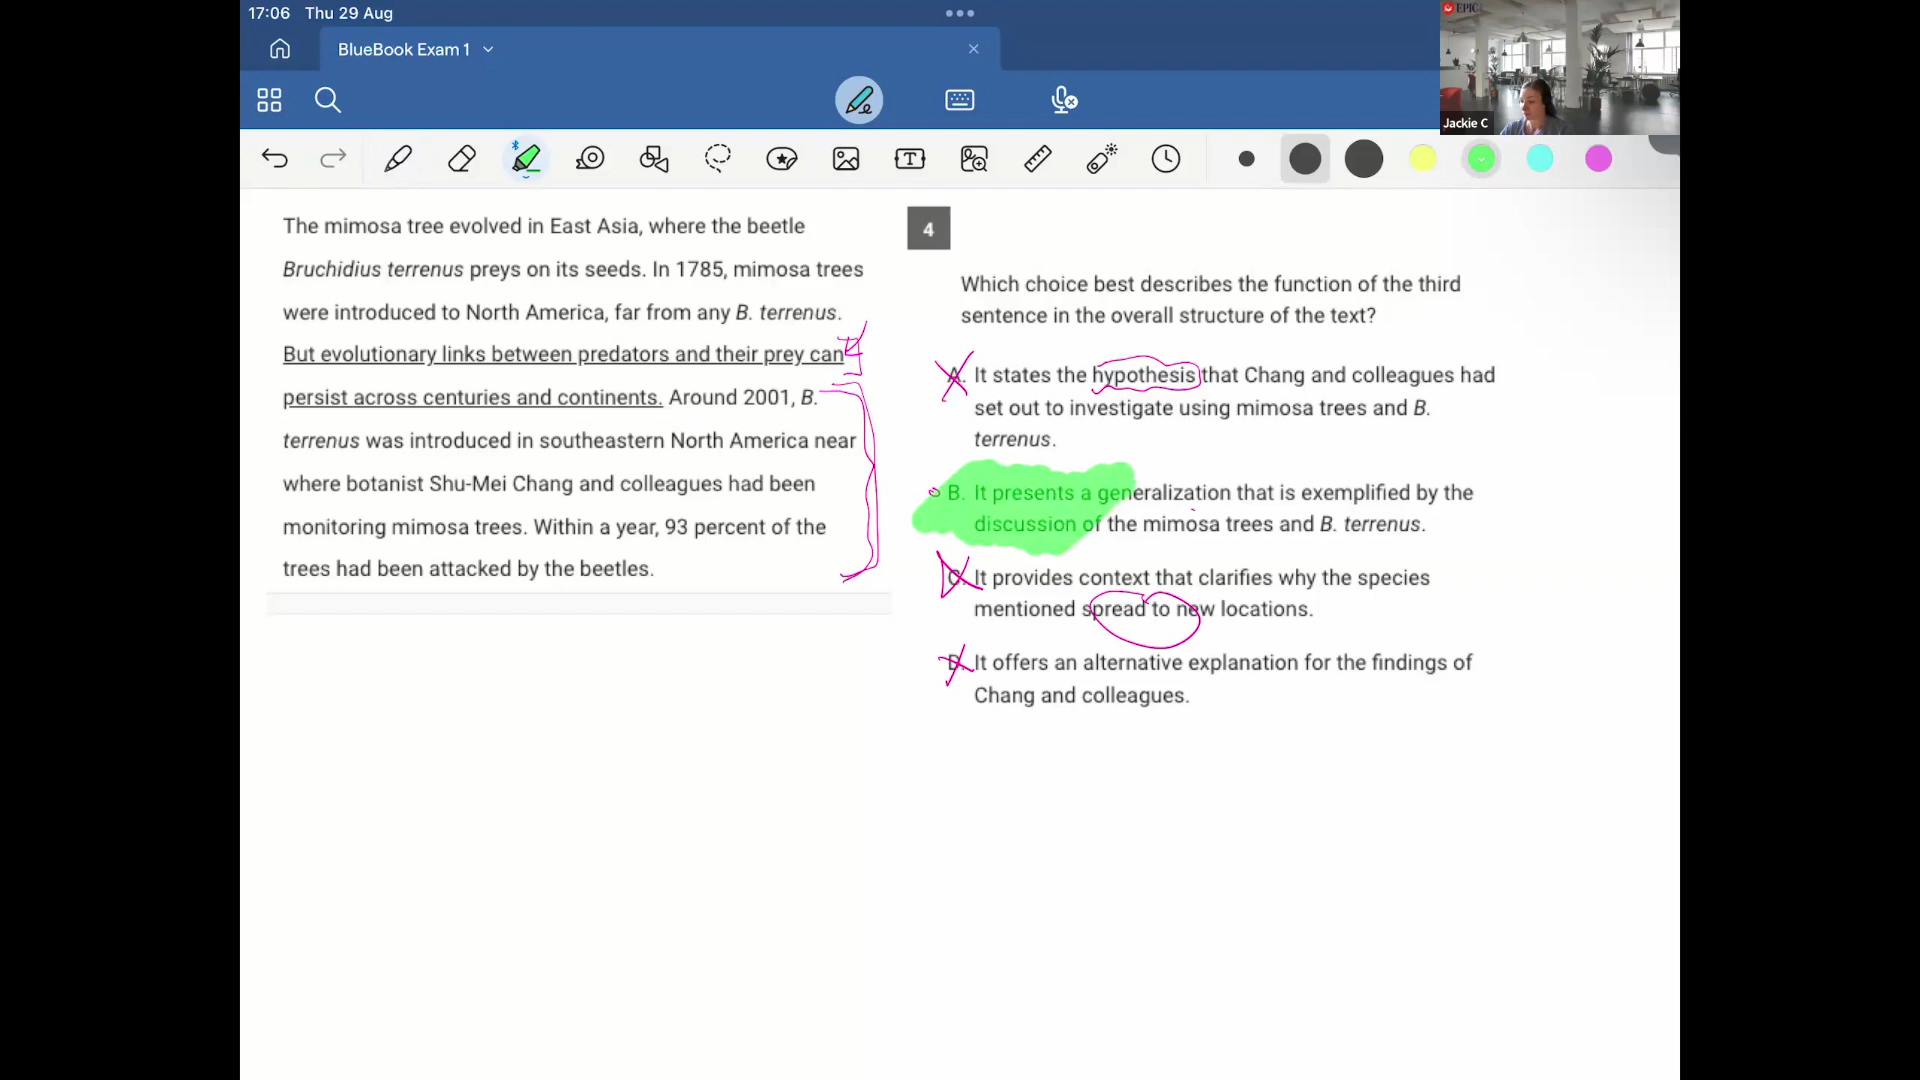 17:06 Thu 29 Aug
BlueBook Exam 1
EPIC
Jackie C
The mimosa tree evolved in East Asia, where the beetle
Bruchidius terrenus preys on its seeds. In 1785, mimosa trees
were introduced to North America, far from any B. terrenus.
But evolutionary links between predators and their prey can
persist across centuries and continents. Around 2001, B.
terrenus was introduced in southeastern North America near
where botanist Shu-Mei Chang and colleagues had been
monitoring mimosa trees. Within a year, 93 percent of the
trees had been attacked by the beetles.
4
Which choice best describes the function of the third
sentence in the overall structure of the text?
A. It states the hypothesis that Chang and colleagues had
set out to investigate using mimosa trees and B.
terrenus.
B. It presents a generalization that is exemplified by the
discussion of the mimosa trees and B. terrenus.
C. It provides context that clarifies why the species
mentioned spread to new locations.
D. It offers an alternative explanation for the findings of
Chang and colleagues.